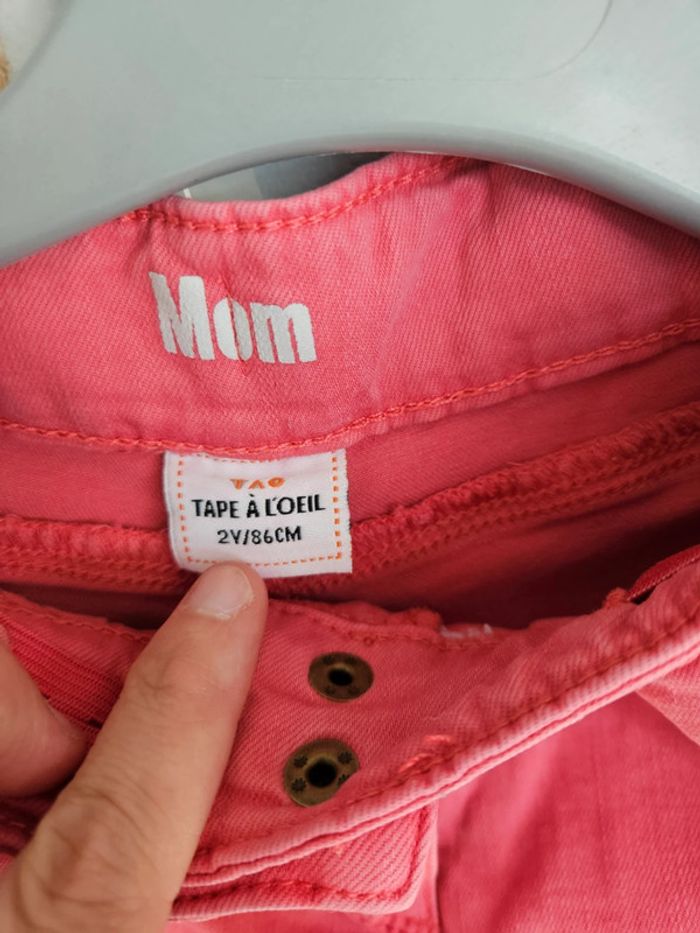 Mom
TAO
TAPE À L'OEIL
2Y/86CM